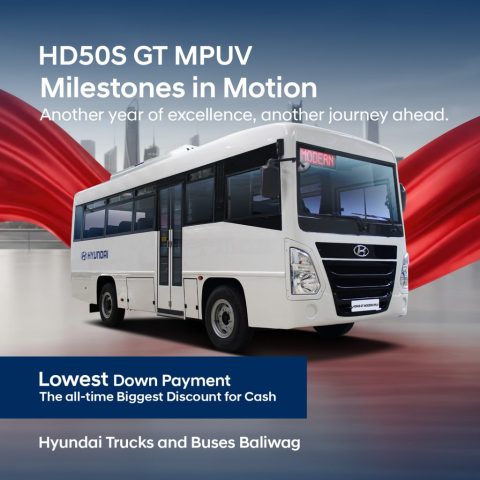 HD50S GT MPUV
Milestones in Motion
Another year of excellence, another journey ahead.
MODERN
HYUNDAI
Lowest Down Payment
The all-time Biggest Discount for Cash
Hyundai Trucks and Buses Baliwag